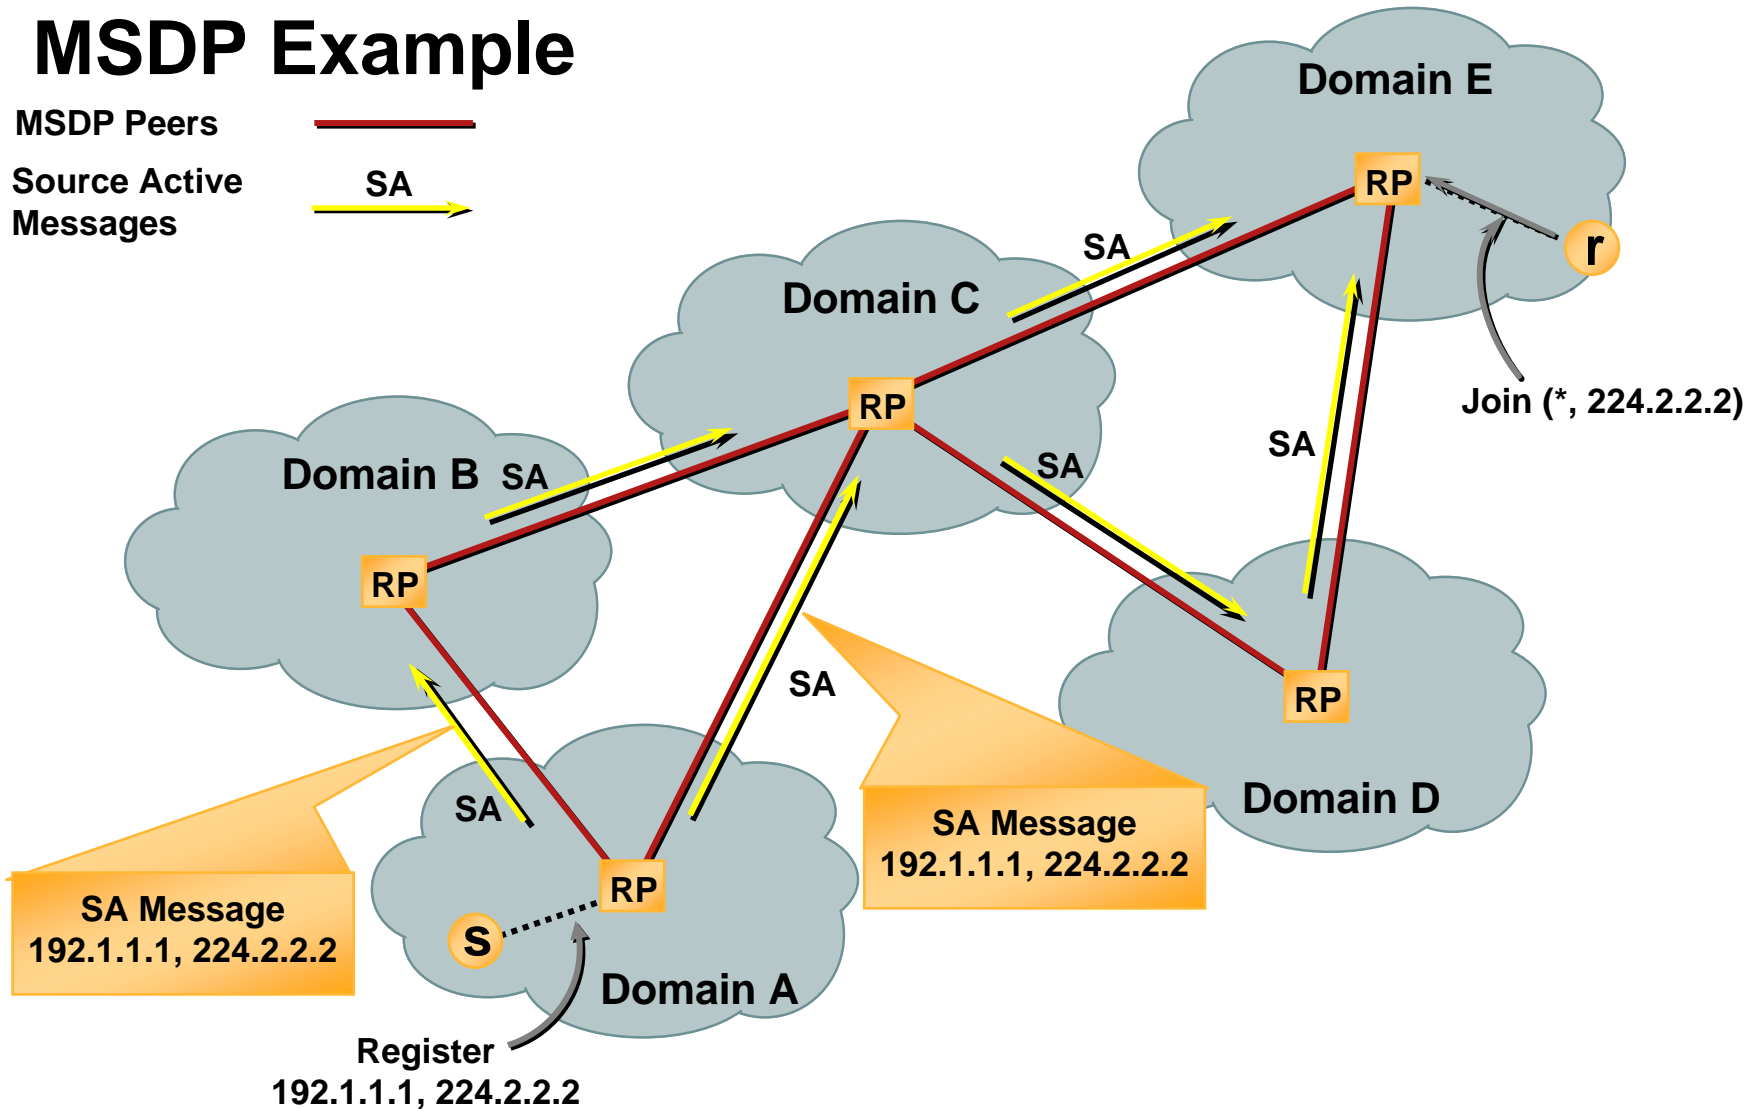 MSDP Example
MSDP Peers
Source Active
Messages
SA
Domain E
RP
r
SA
Domain C
Join (*, 224.2.2.2)
RP
SA
SA
Domain B
SA
RP
SA
RP
Domain D
SA
SA Message
192.1.1.1, 224.2.2.2
RP
SA Message
192.1.1.1, 224.2.2.2
s
Domain A
Register
192.1.1.1, 224.2.2.2